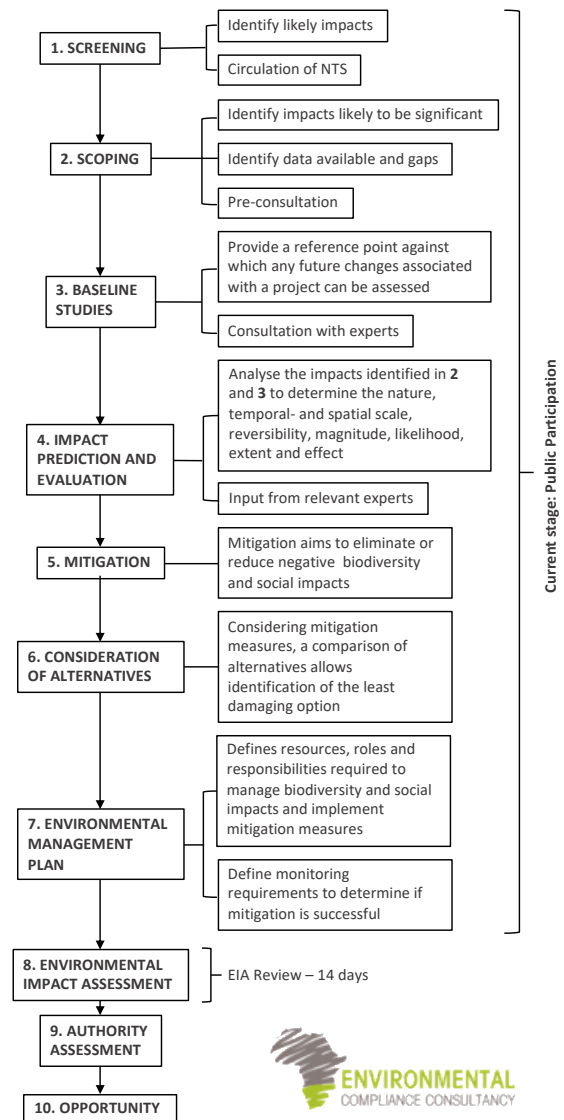 1. SCREENING
Identify likely impacts
Circulation of NTS
2. SCOPING
Identify impacts likely to be significant
Identify data available and gaps
Pre-consultation
3. BASELINE
STUDIES
Provide a reference point against
which any future changes associated
with a project can be assessed
Consultation with experts
4. IMPACT
PREDICTION AND
EVALUATION
Analyse the impacts identified in 2
and 3 to determine the nature,
temporal- and spatial scale,
reversibility, magnitude, likelihood,
extent and effect
Input from relevant experts
5. MITIGATION
Mitigation aims to eliminate or
reduce negative biodiversity
and social impacts
6. CONSIDERATION
OF ALTERNATIVES
Considering mitigation
measures, a comparison of
alternatives allows
identification of the least
damaging option
7. ENVIRONMENTAL
MANAGEMENT
PLAN
Defines resources, roles and
responsibilities required to
manage biodiversity and social
impacts and implement
mitigation measures
Define monitoring
requirements to determine if
mitigation is successful
Current stage: Public Participation
8. ENVIRONMENTAL
IMPACT ASSESSMENT
EIA Review – 14 days
9. AUTHORITY
ASSESSMENT
10. OPPORTUNITY
ENVIRONMENTAL
COMPLIANCE CONSULTANCY